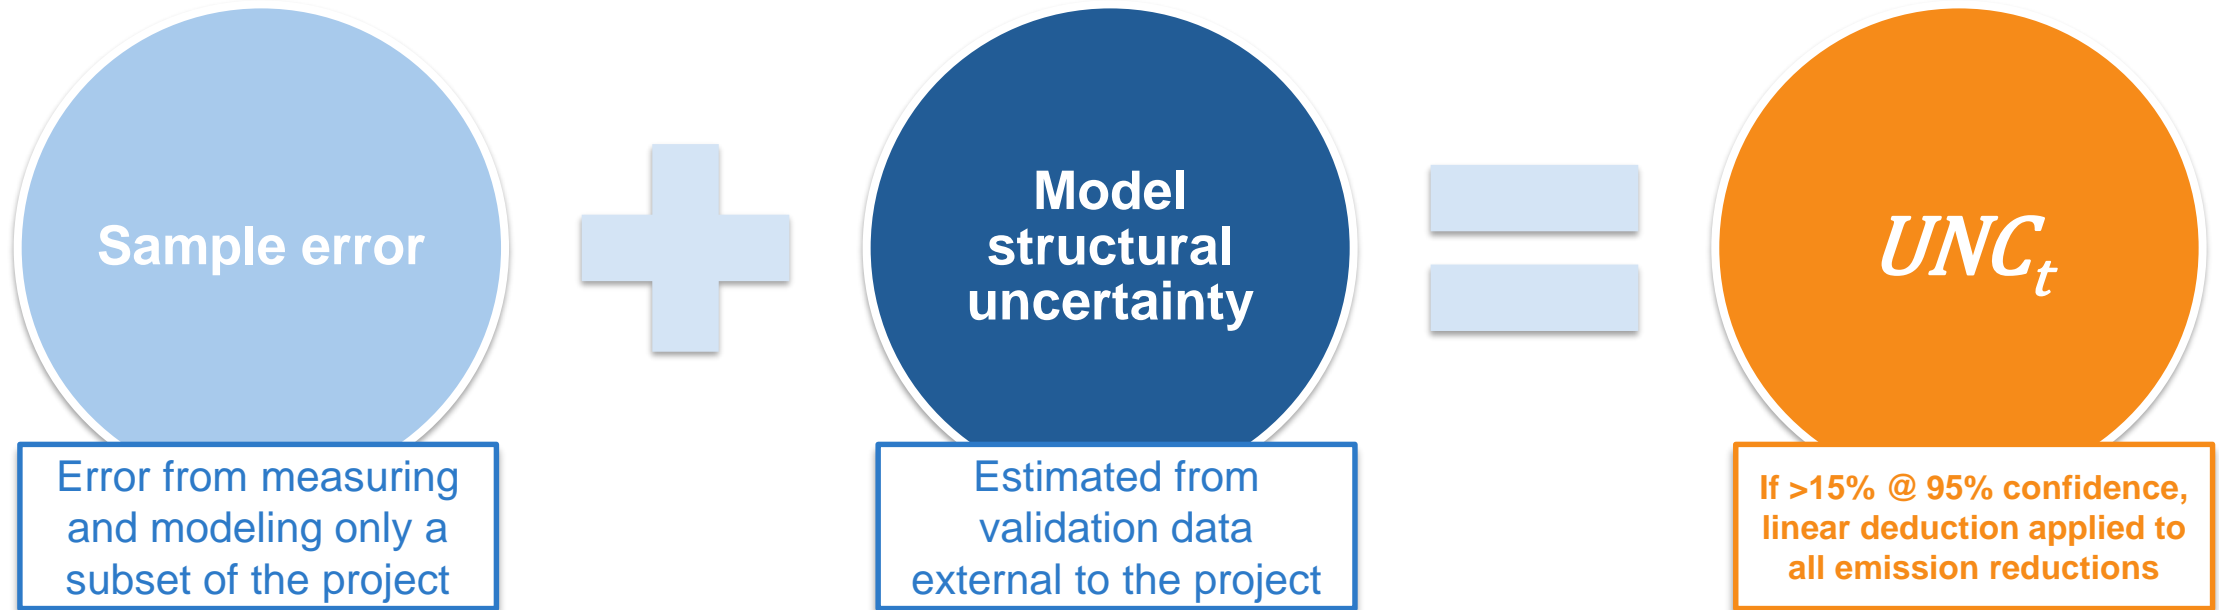 Sample error
Error from measuring
and modeling only a
subset of the project
Model
structural
uncertainty
Estimated from
validation data
external to the project
UNCₜ
If >15% @ 95% confidence,
linear deduction applied to
all emission reductions